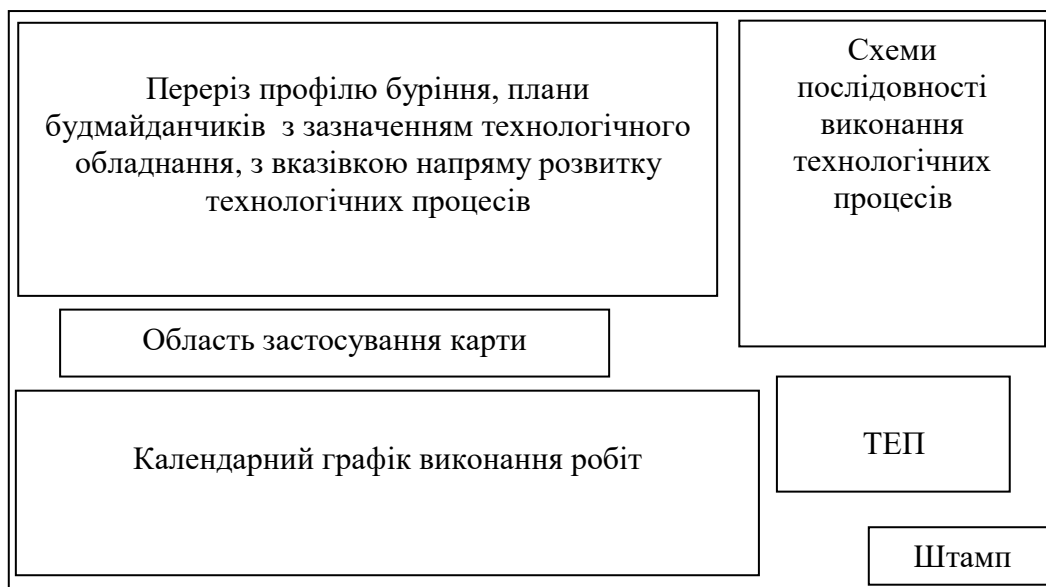 Переріз профілю буріння, плани
будмайданчиків з зазначенням технологічного
обладнання, з вказівкою напряму розвитку
технологічних процесів
Схеми
послідовності
виконання
технологічних
процесів
Область застосування карти
Календарний графік виконання робіт
ТЕП
Штамп